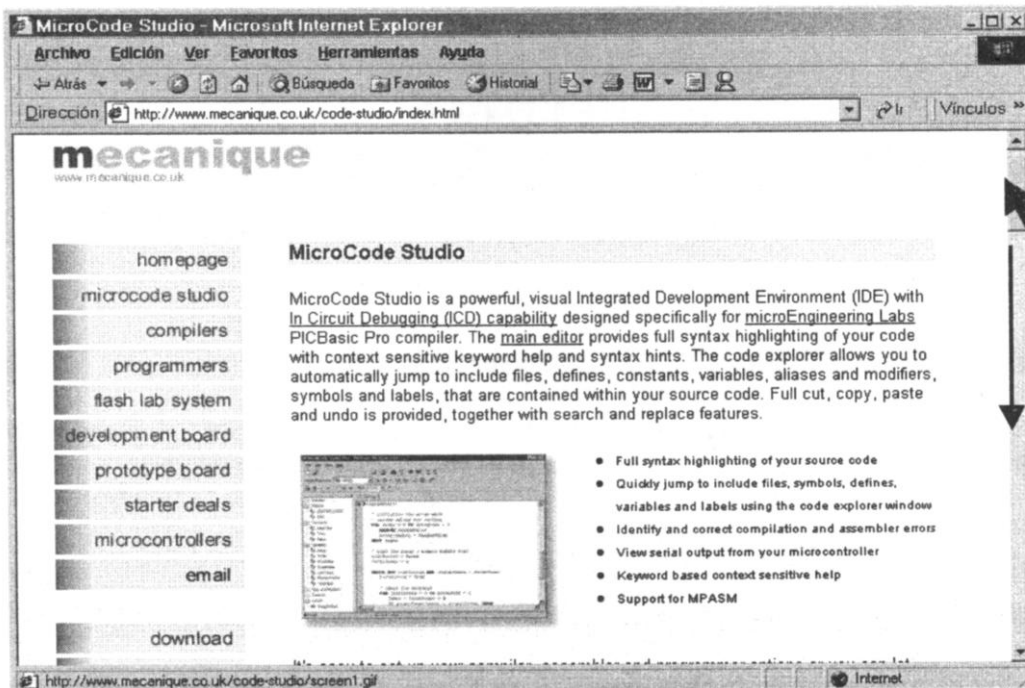 MicroCode Studio - Microsoft Internet Explorer
Archivo Edición Ver Favoritos Herramientas Ayuda
Atrás Búsqueda Favoritos Historial
Dirección http://www.mecanique.co.uk/code-studio/index.html Ir Vínculos »
mecanique
www.mecanique.co.uk
homepage
microcode studio
compilers
programmers
flash lab system
development board
prototype board
starter deals
microcontrollers
email
download
MicroCode Studio
MicroCode Studio is a powerful, visual Integrated Development Environment (IDE) with
In Circuit Debugging (ICD) capability designed specifically for microEngineering Labs
PICBasic Pro compiler. The main editor provides full syntax highlighting of your code
with context sensitive keyword help and syntax hints. The code explorer allows you to
automatically jump to include files, defines, constants, variables, aliases and modifiers,
symbols and labels, that are contained within your source code. Full cut, copy, paste
and undo is provided, together with search and replace features.
● Full syntax highlighting of your source code
● Quickly jump to include files, symbols, defines,
variables and labels using the code explorer window
● Identify and correct compilation and assembler errors
● View serial output from your microcontroller
● Keyword based context sensitive help
● Support for MPASM
http://www.mecanique.co.uk/code-studio/screen1.gif Internet